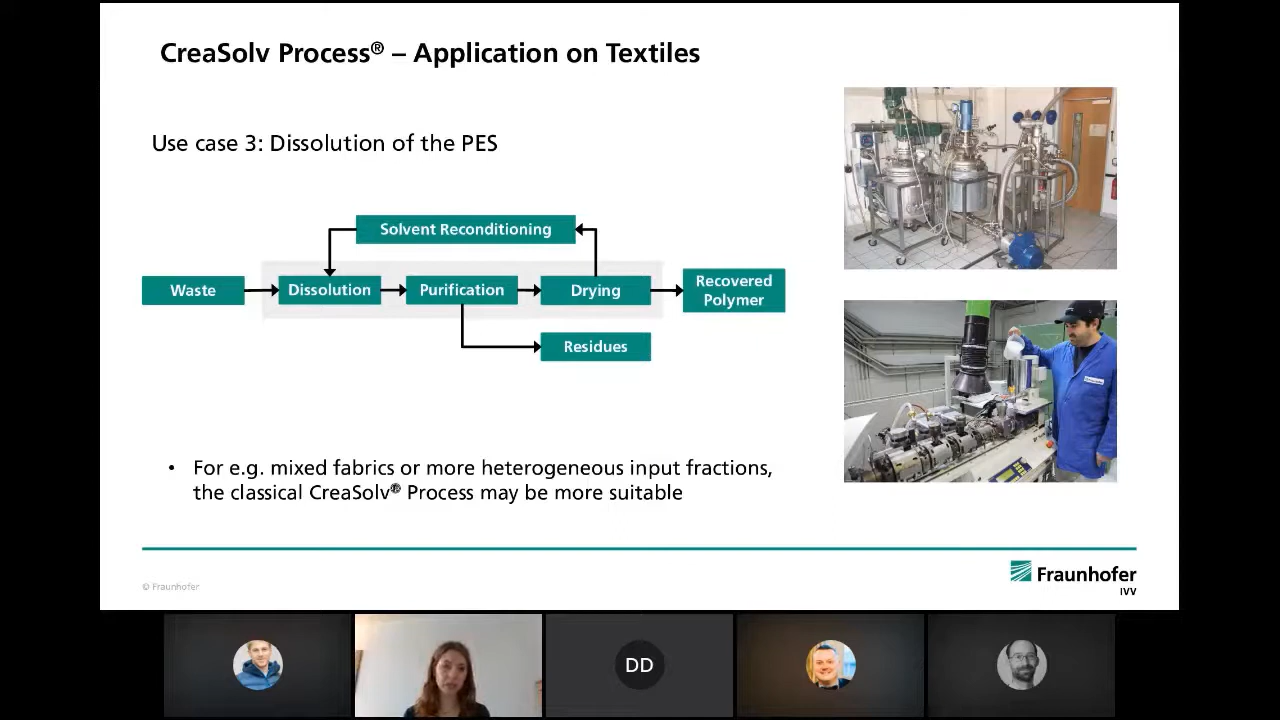 CreaSolv Process® – Application on Textiles
Use case 3: Dissolution of the PES
Solvent Reconditioning
Waste
Dissolution
Purification
Drying
Recovered
Polymer
Residues
• For e.g. mixed fabrics or more heterogeneous input fractions,
the classical CreaSolv® Process may be more suitable
© Fraunhofer
Fraunhofer
IVV
DD